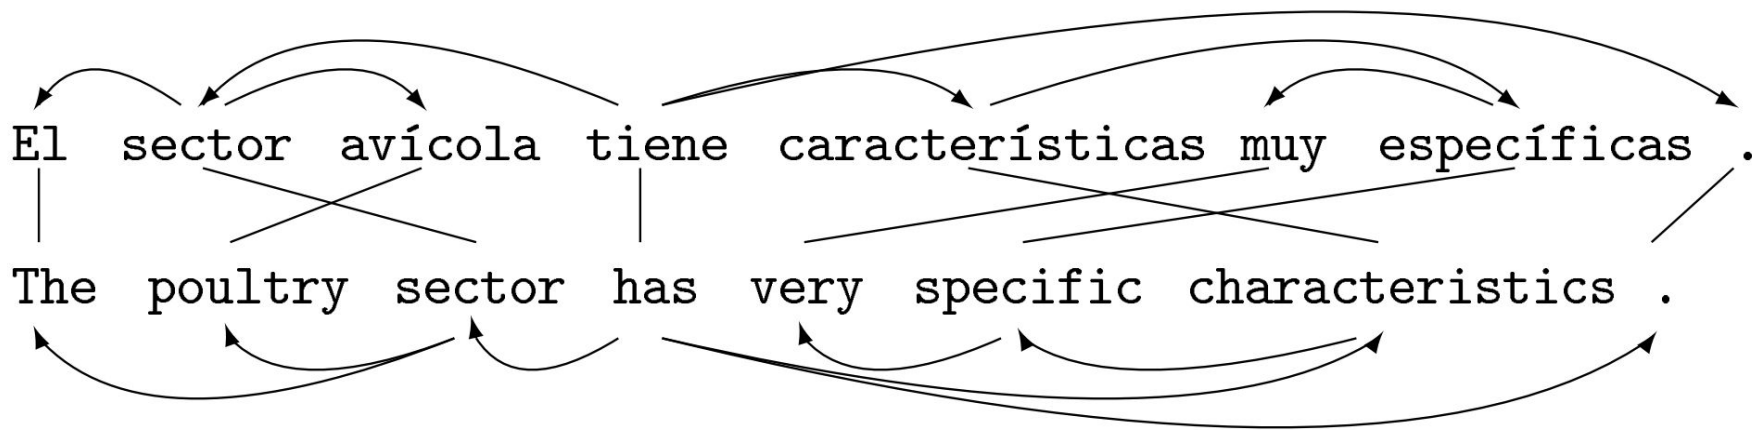 El sector avícola tiene características muy específicas .
The poultry sector has very specific characteristics .